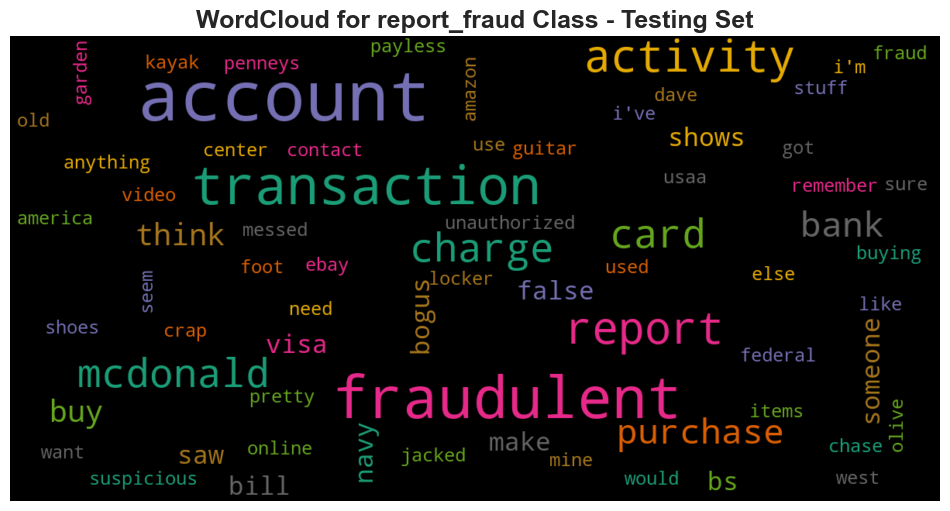 WordCloud for report_fraud Class - Testing Set
garden kayak penneys payless amazon activity i'm fraud
account dave i've stuff
old center contact use guitar shows got
anything video transaction usaa remember sure
america think messed unauthorized charge card bank
foot ebay locker used else buying
seem need bogus false like
shoes crap visa report federal someone
mcdonald pretty fraudulent items olive
buy navy make purchase chase
want saw online jacked mine
suspicious bill would bs west